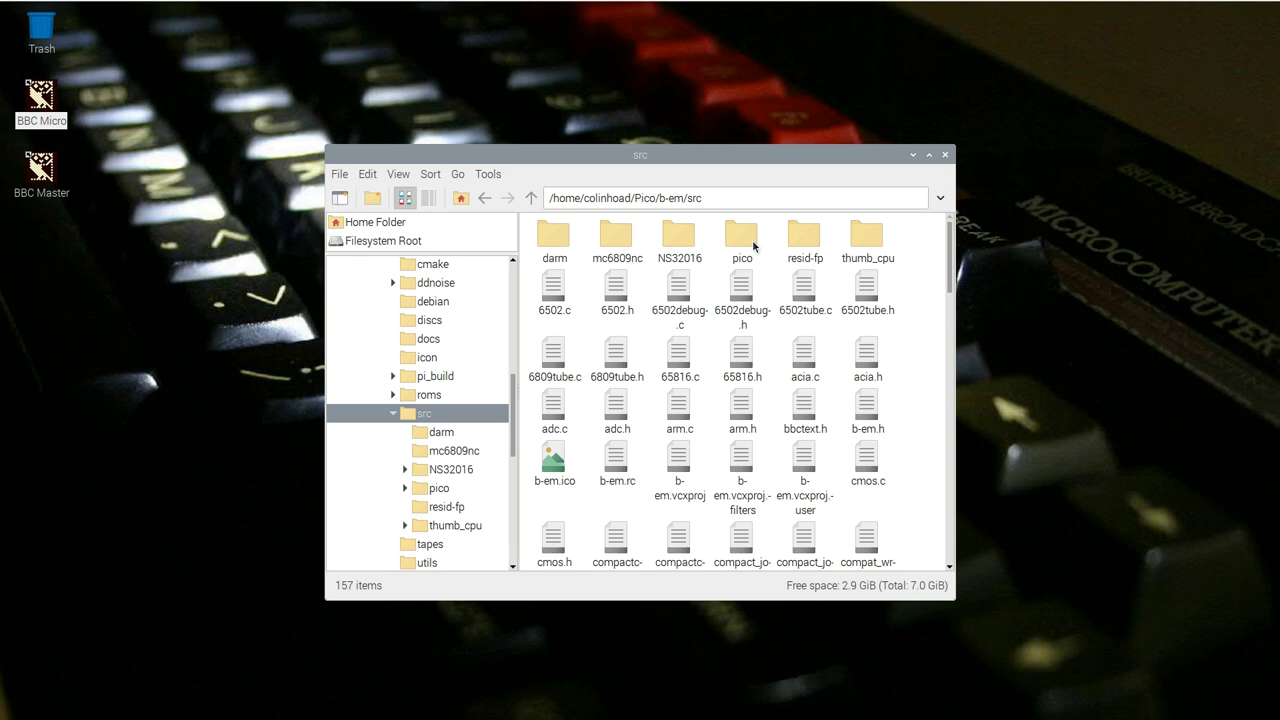 Trash
BBC Micro
BBC Master
src
File Edit View Sort Go Tools
/home/colinhoad/Pico/b-em/src
Home Folder
Filesystem Root
cmake
ddnoise
debian
discs
docs
icon
pi_build
roms
src
darm
mc6809nc
NS32016
pico
resid-fp
thumb_cpu
tapes
utils
darm mc6809nc NS32016 pico resid-fp thumb_cpu
6502.c 6502.h 6502debug- 6502debug- 6502tube.c 6502tube.h
.c .h
6809tube.c 6809tube.h 65816.c 65816.h acia.c acia.h
adc.c adc.h arm.c arm.h bbctext.h b-em.h
b-em.ico b-em.rc b- b- b- cmos.c
em.vcxproj em.vcxproj.- em.vcxproj.-
filters user
cmos.h compactc- compactc- compact_jo- compact_jo- compat_wr-
157 items Free space: 2.9 GiB (Total: 7.0 GiB)
BRITISH BROADC
MICROCOMPUTER
BREAK